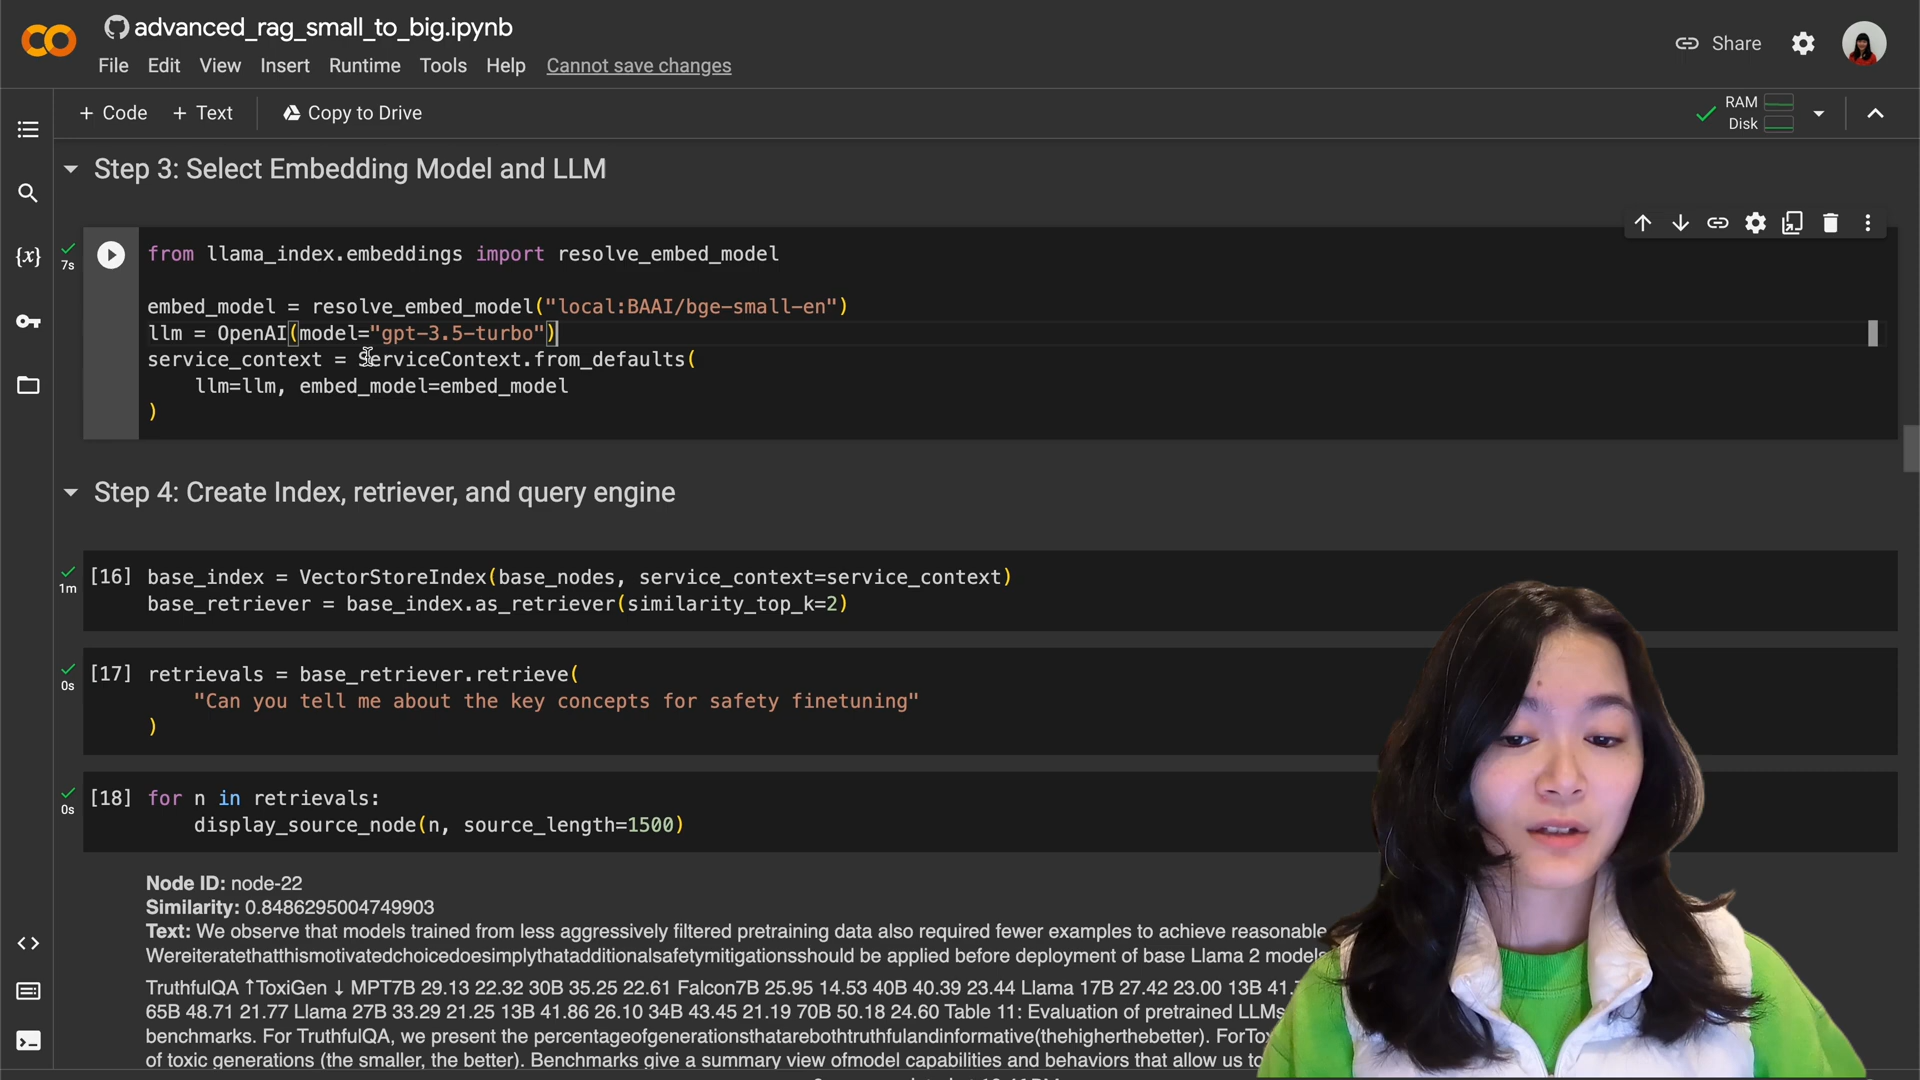 advanced_rag_small_to_big.ipynb
File Edit View Insert Runtime Tools Help Cannot save changes
Share
+ Code + Text Copy to Drive
RAM
Disk
Step 3: Select Embedding Model and LLM
{x}
7s
from llama_index.embeddings import resolve_embed_model
embed_model = resolve_embed_model("local:BAAI/bge-small-en")
llm = OpenAI(model="gpt-3.5-turbo")
service_context = ServiceContext.from_defaults(
llm=llm, embed_model=embed_model
)
Step 4: Create Index, retriever, and query engine
1m
[16] base_index = VectorStoreIndex(base_nodes, service_context=service_context)
base_retriever = base_index.as_retriever(similarity_top_k=2)
0s
[17] retrievals = base_retriever.retrieve(
"Can you tell me about the key concepts for safety finetuning"
)
0s
[18] for n in retrievals:
display_source_node(n, source_length=1500)
Node ID: node-22
Similarity: 0.8486295004749903
Text: We observe that models trained from less aggressively filtered pretraining data also required fewer examples to achieve reasonable
Wereiteratethatthismotivatedchoicedoesimplythatadditionalsafetymitigationsshould be applied before deployment of base Llama 2 models
TruthfulQA ↑ToxiGen ↓ MPT7B 29.13 22.32 30B 35.25 22.61 Falcon7B 25.95 14.53 40B 40.39 23.44 Llama 17B 27.42 23.00 13B
65B 48.71 21.77 Llama 27B 33.29 21.25 13B 41.86 26.10 34B 43.45 21.19 70B 50.18 24.60 Table 11: Evaluation of pretrained LLMs
benchmarks. For TruthfulQA, we present the percentageofgenerationsthatarebothtruthfulandinformative(thehigherthebetter).
of toxic generations (the smaller, the better). Benchmarks give a summary view ofmodel capabilities and behaviors that allow us to